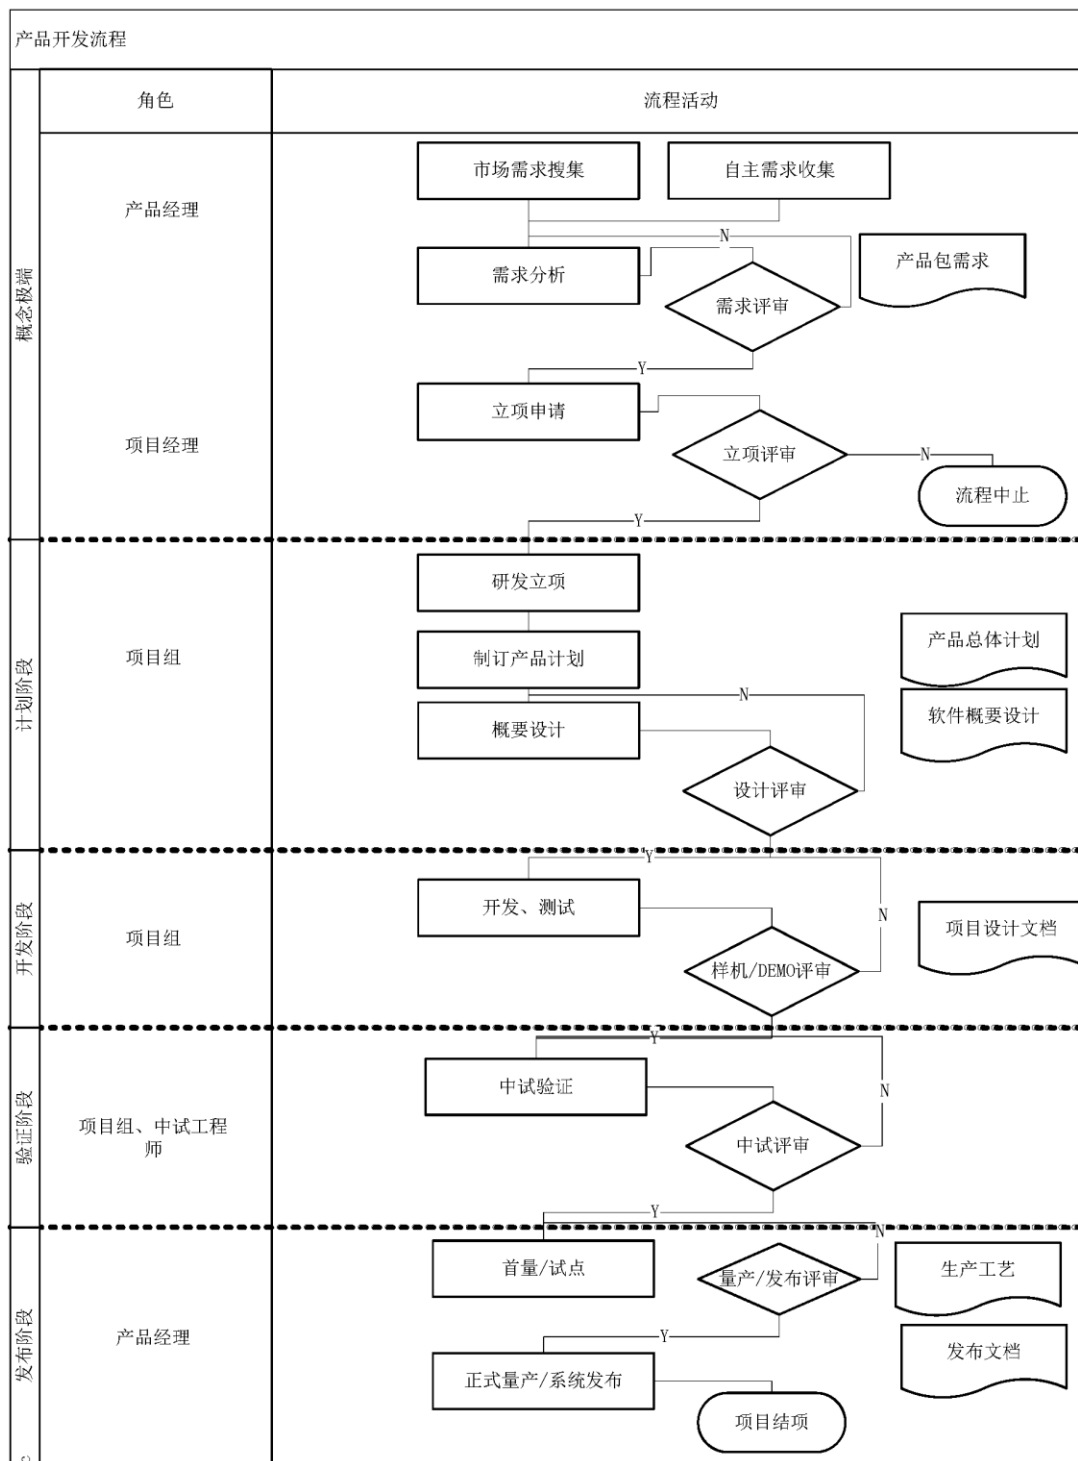 产品开发流程
角色
流程活动
概念极端
产品经理
市场需求搜集
自主需求收集
N
需求分析
产品包需求
需求评审
Y
立项申请
项目经理
立项评审
N
流程中止
Y
计划阶段
项目组
研发立项
制订产品计划
产品总体计划
N
概要设计
软件概要设计
设计评审
Y
开发阶段
项目组
开发、测试
N
项目设计文档
样机/DEMO评审
Y
验证阶段
项目组、中试工程
师
中试验证
N
中试评审
Y
发布阶段
产品经理
N
首量/试点
量产/发布评审
生产工艺
Y
发布文档
正式量产/系统发布
项目结项